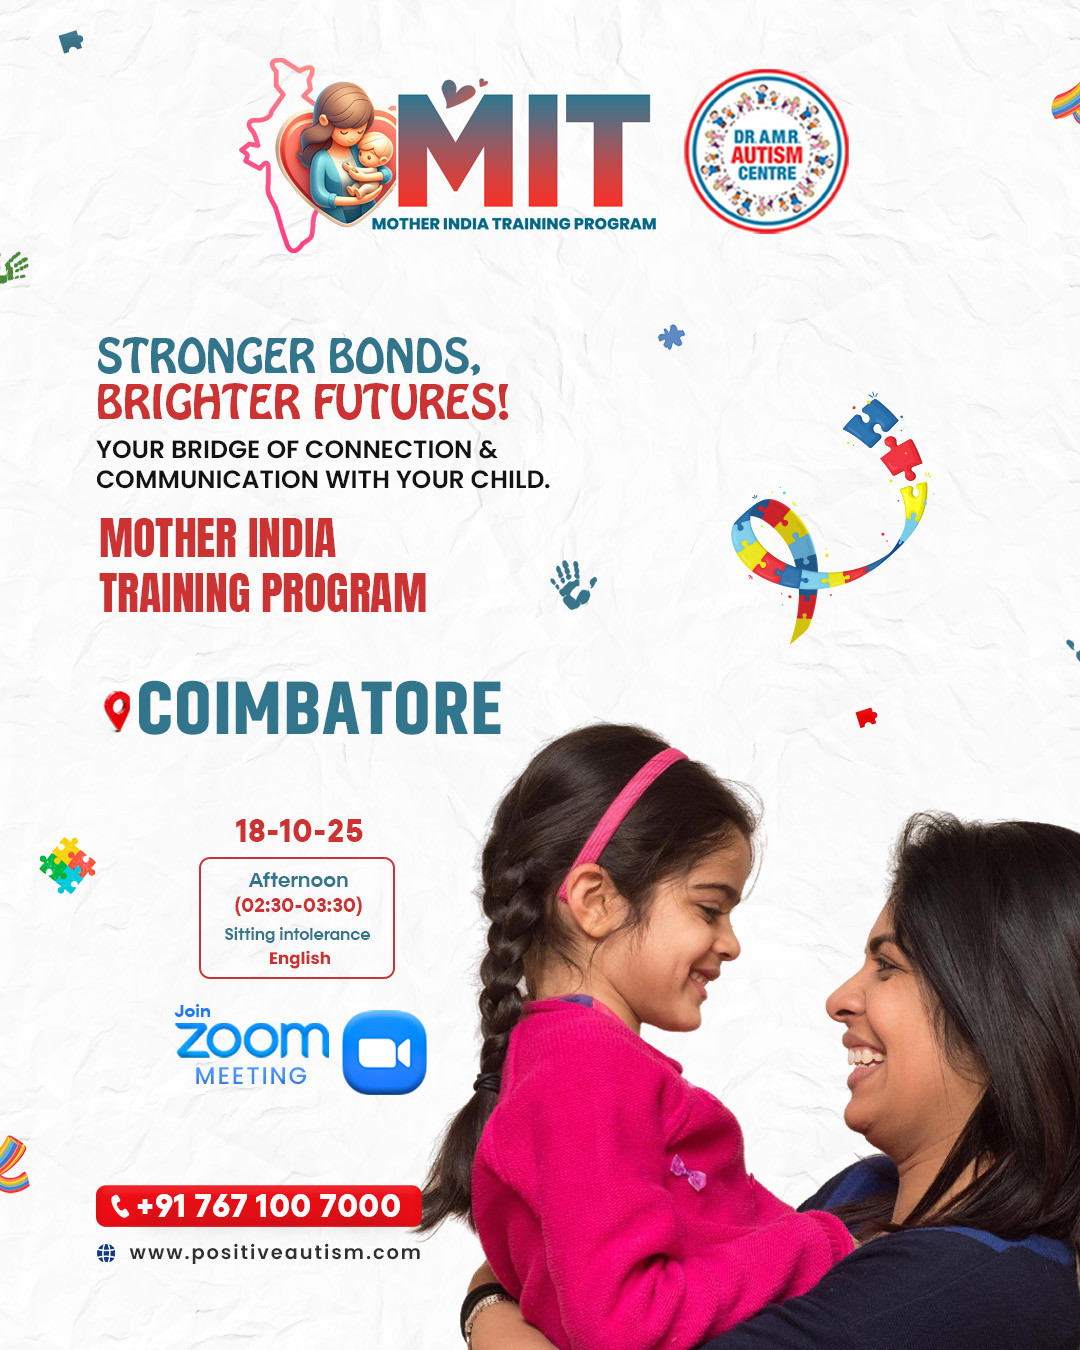 MIT
MOTHER INDIA TRAINING PROGRAM
DR. A.M.R.
AUTISM
CENTRE
STRONGER BONDS,
BRIGHTER FUTURES!
YOUR BRIDGE OF CONNECTION &
COMMUNICATION WITH YOUR CHILD.
MOTHER INDIA
TRAINING PROGRAM
COIMBATORE
18-10-25
Afternoon
(02:30-03:30)
Sitting intolerance
English
Join
zoom
MEETING
+91 767 100 7000
www.positiveautism.com